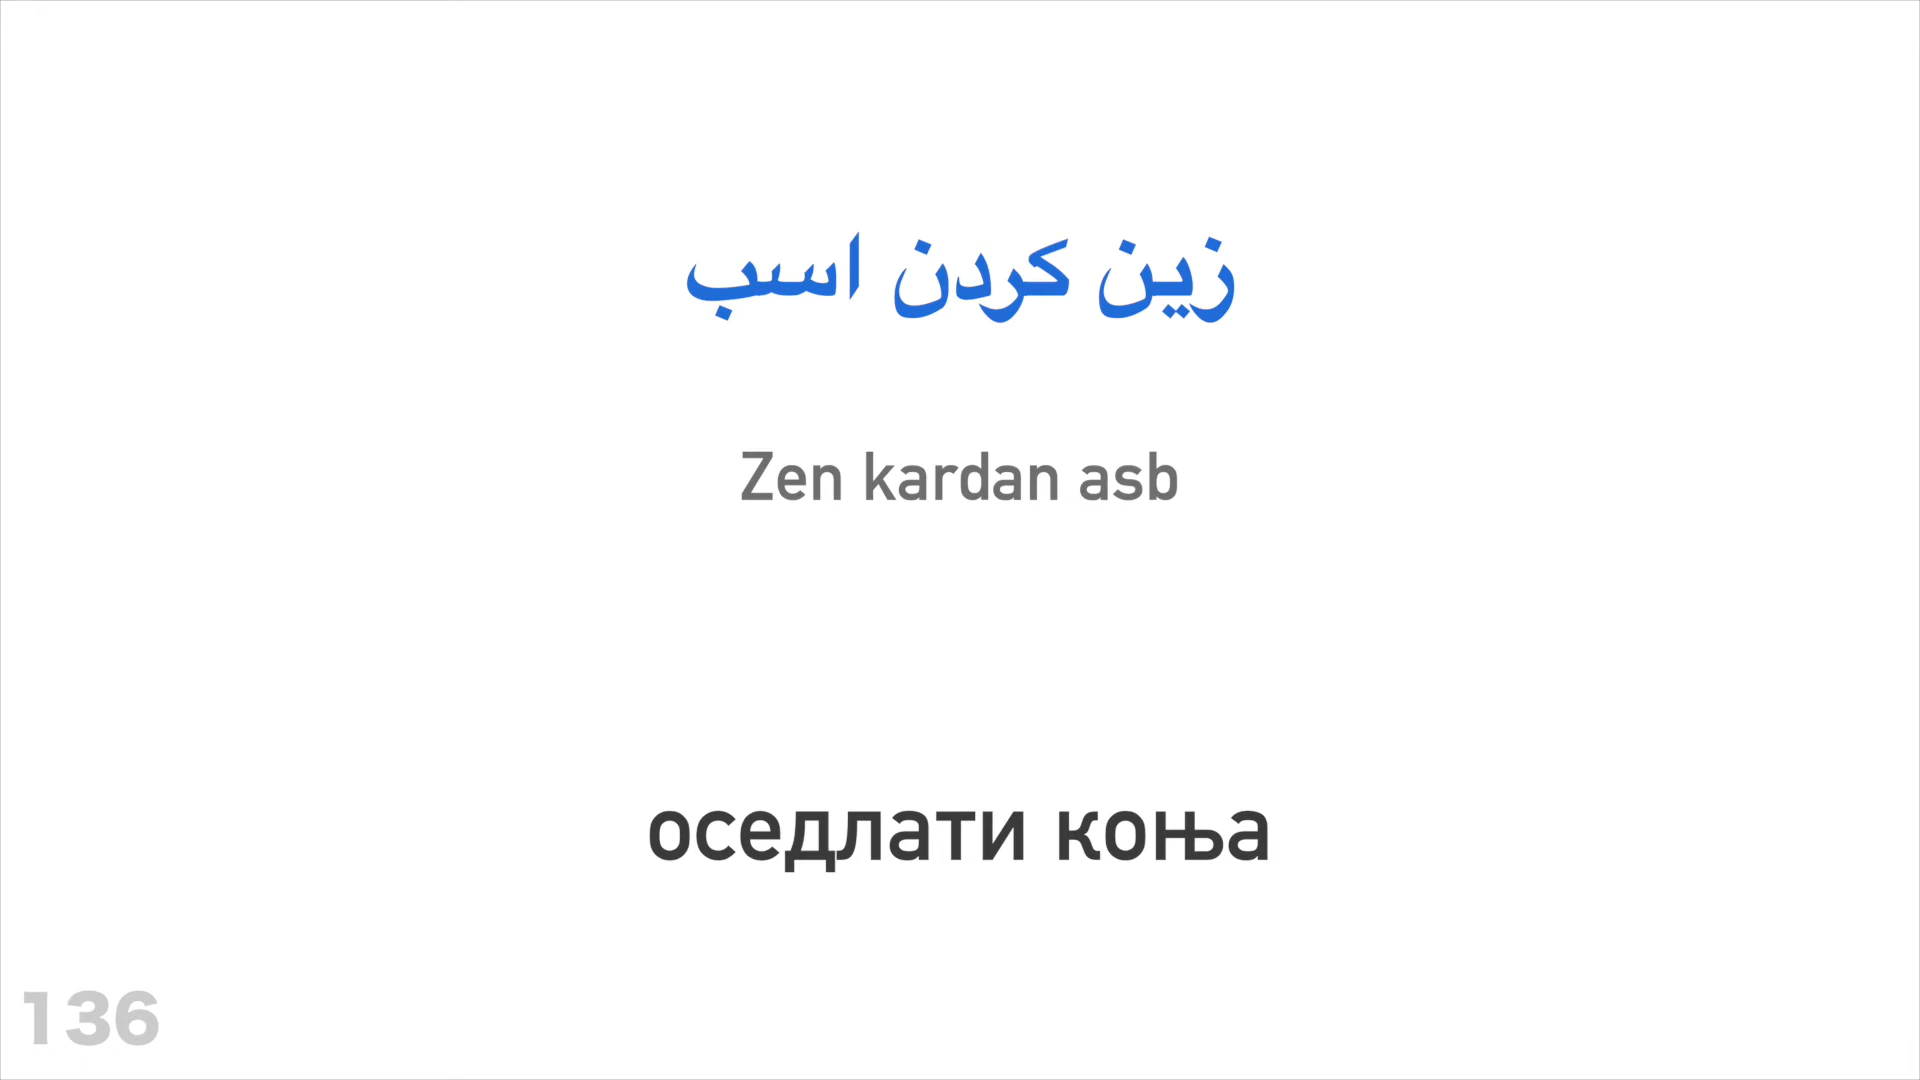 زین کردن اسب
Zen kardan asb
оседлати коња
136